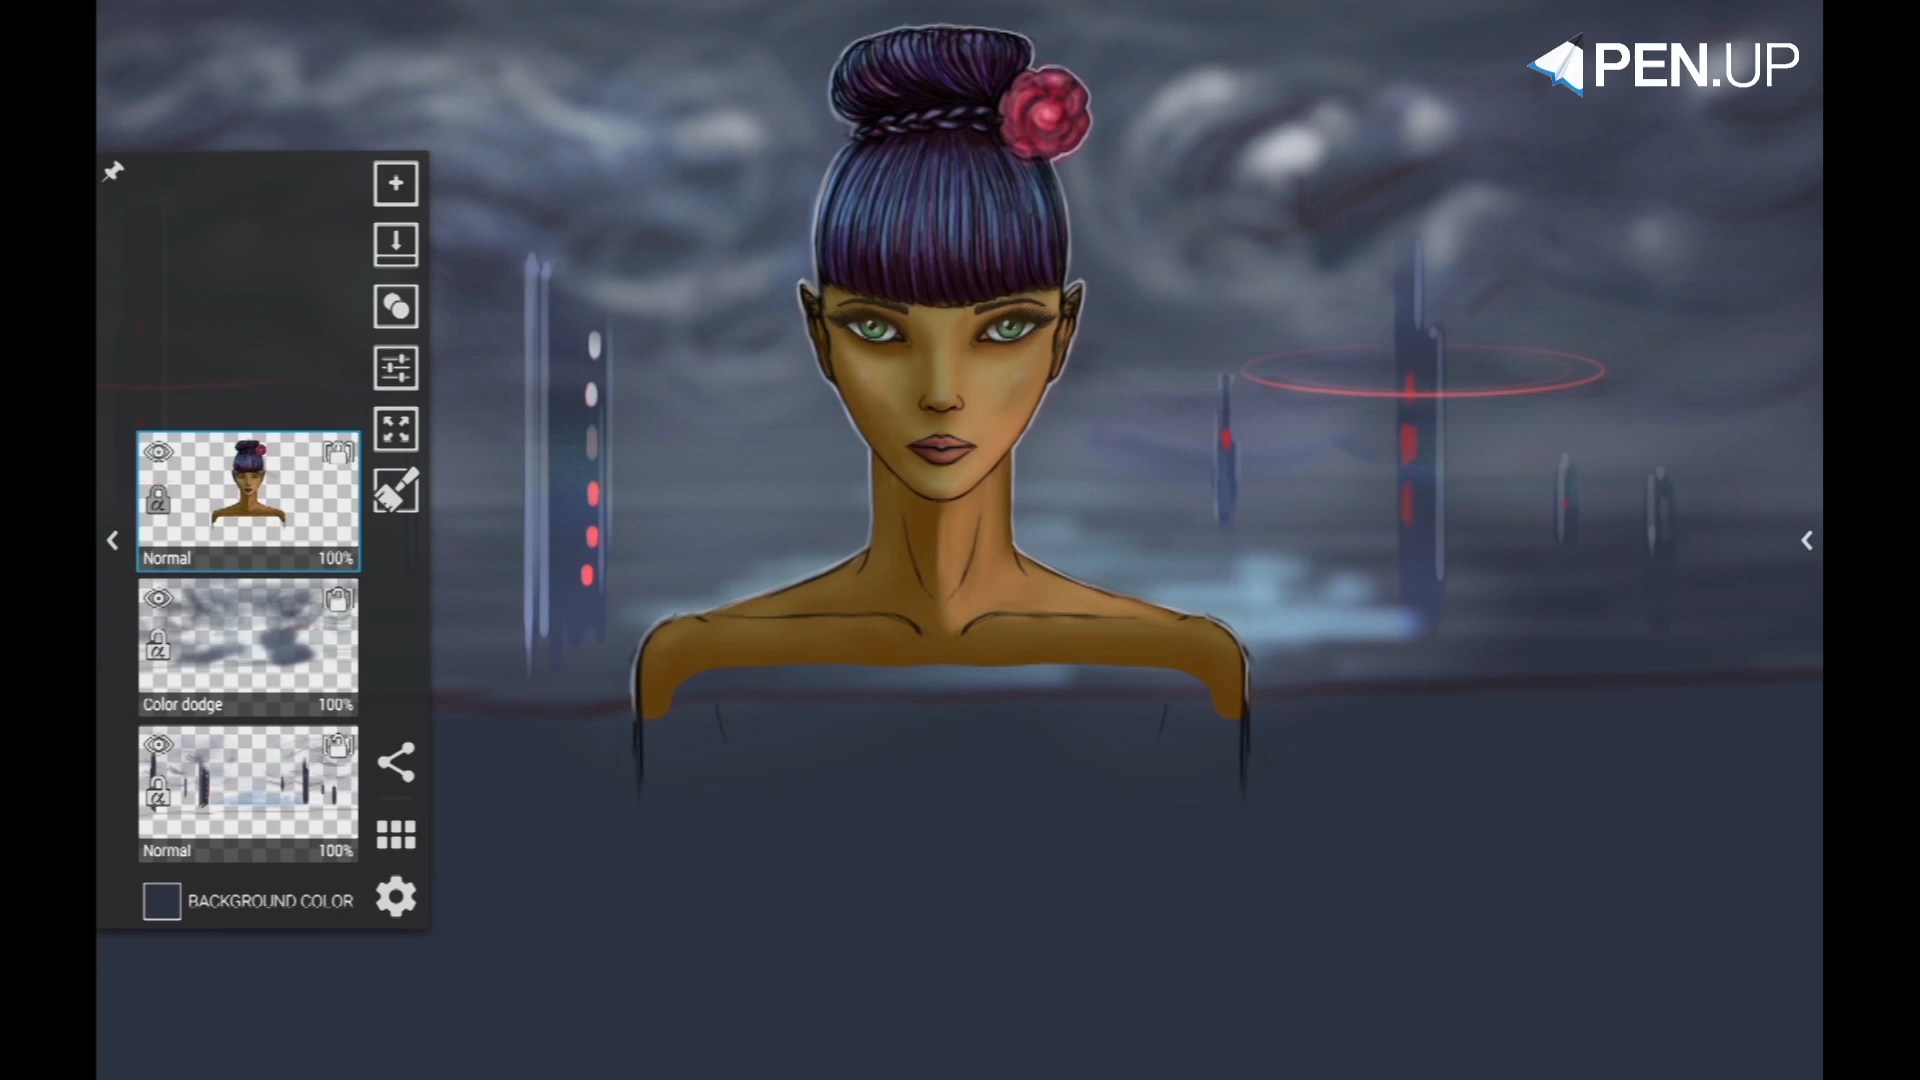 PEN.UP
Normal 100%
Color dodge 100%
Normal 100%
BACKGROUND COLOR